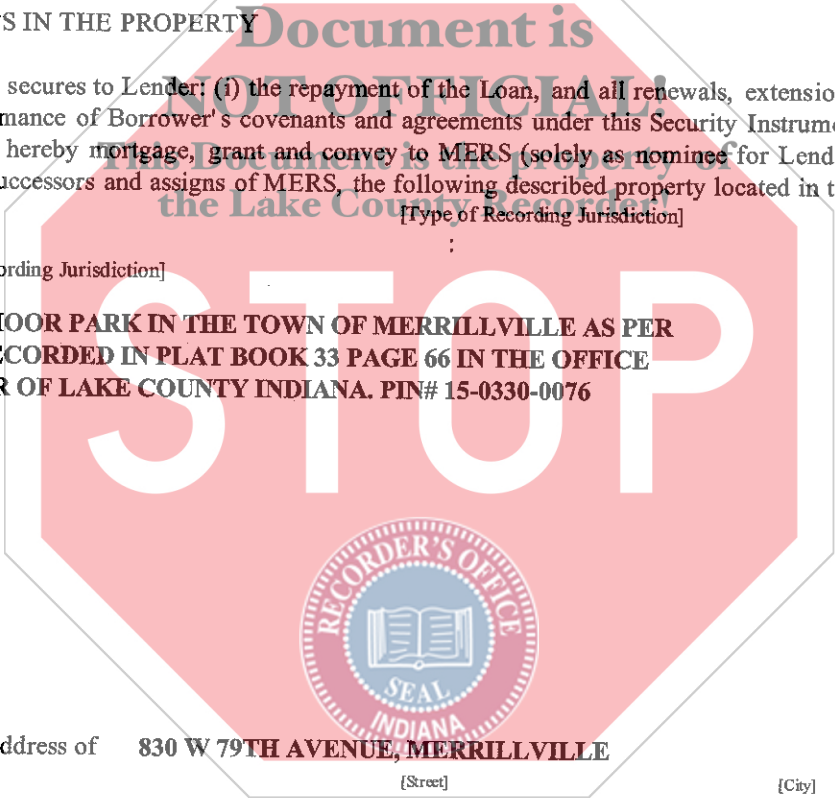 S IN THE PROPERTY
Document is
NOT OFFICIAL!
secures to Lender: (i) the repayment of the Loan, and all renewals, extensio
mance of Borrower's covenants and agreements under this Security Instrum
This Document is the property of
hereby mortgage, grant and convey to MERS (solely as nominee for Lend
uccessors and assigns of MERS, the following described property located in t
the Lake County Recorder!
[Type of Recording Jurisdiction]
:
ording Jurisdiction]
STOP
OOR PARK IN THE TOWN OF MERRILLVILLE AS PER
CORDED IN PLAT BOOK 33 PAGE 66 IN THE OFFICE
R OF LAKE COUNTY INDIANA. PIN# 15-0330-0076
RECORDER'S OFFICE
SEAL
INDIANA
ddress of 830 W 79TH AVENUE, MERRILLVILLE
[Street] [City]